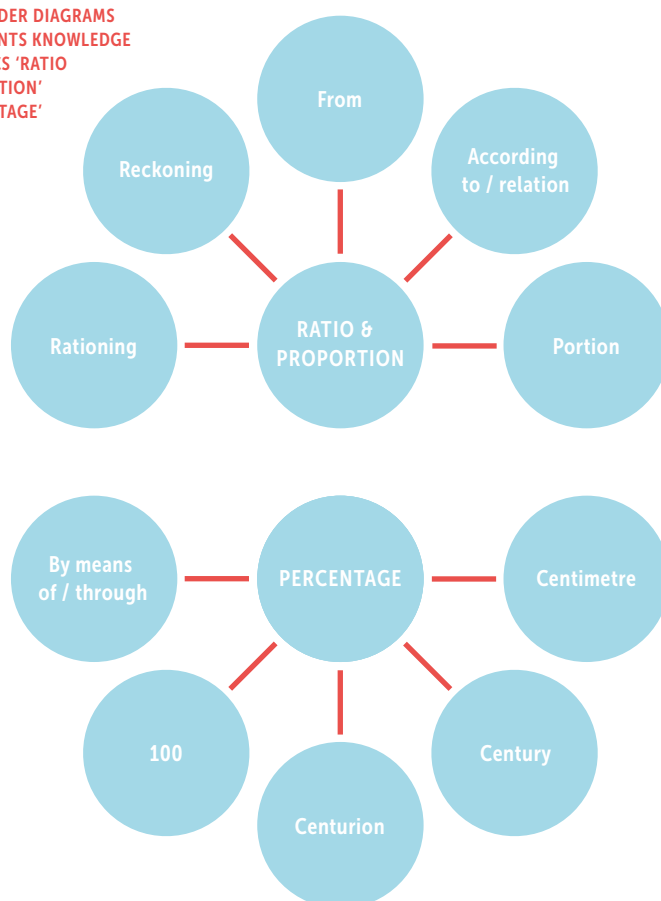 DER DIAGRAMS
NTS KNOWLEDGE
ES ‘RATIO
TION’
TAGE’
From
Reckoning
According
to / relation
Rationing
RATIO &
PROPORTION
Portion
By means
of / through
PERCENTAGE
Centimetre
100
Century
Centurion